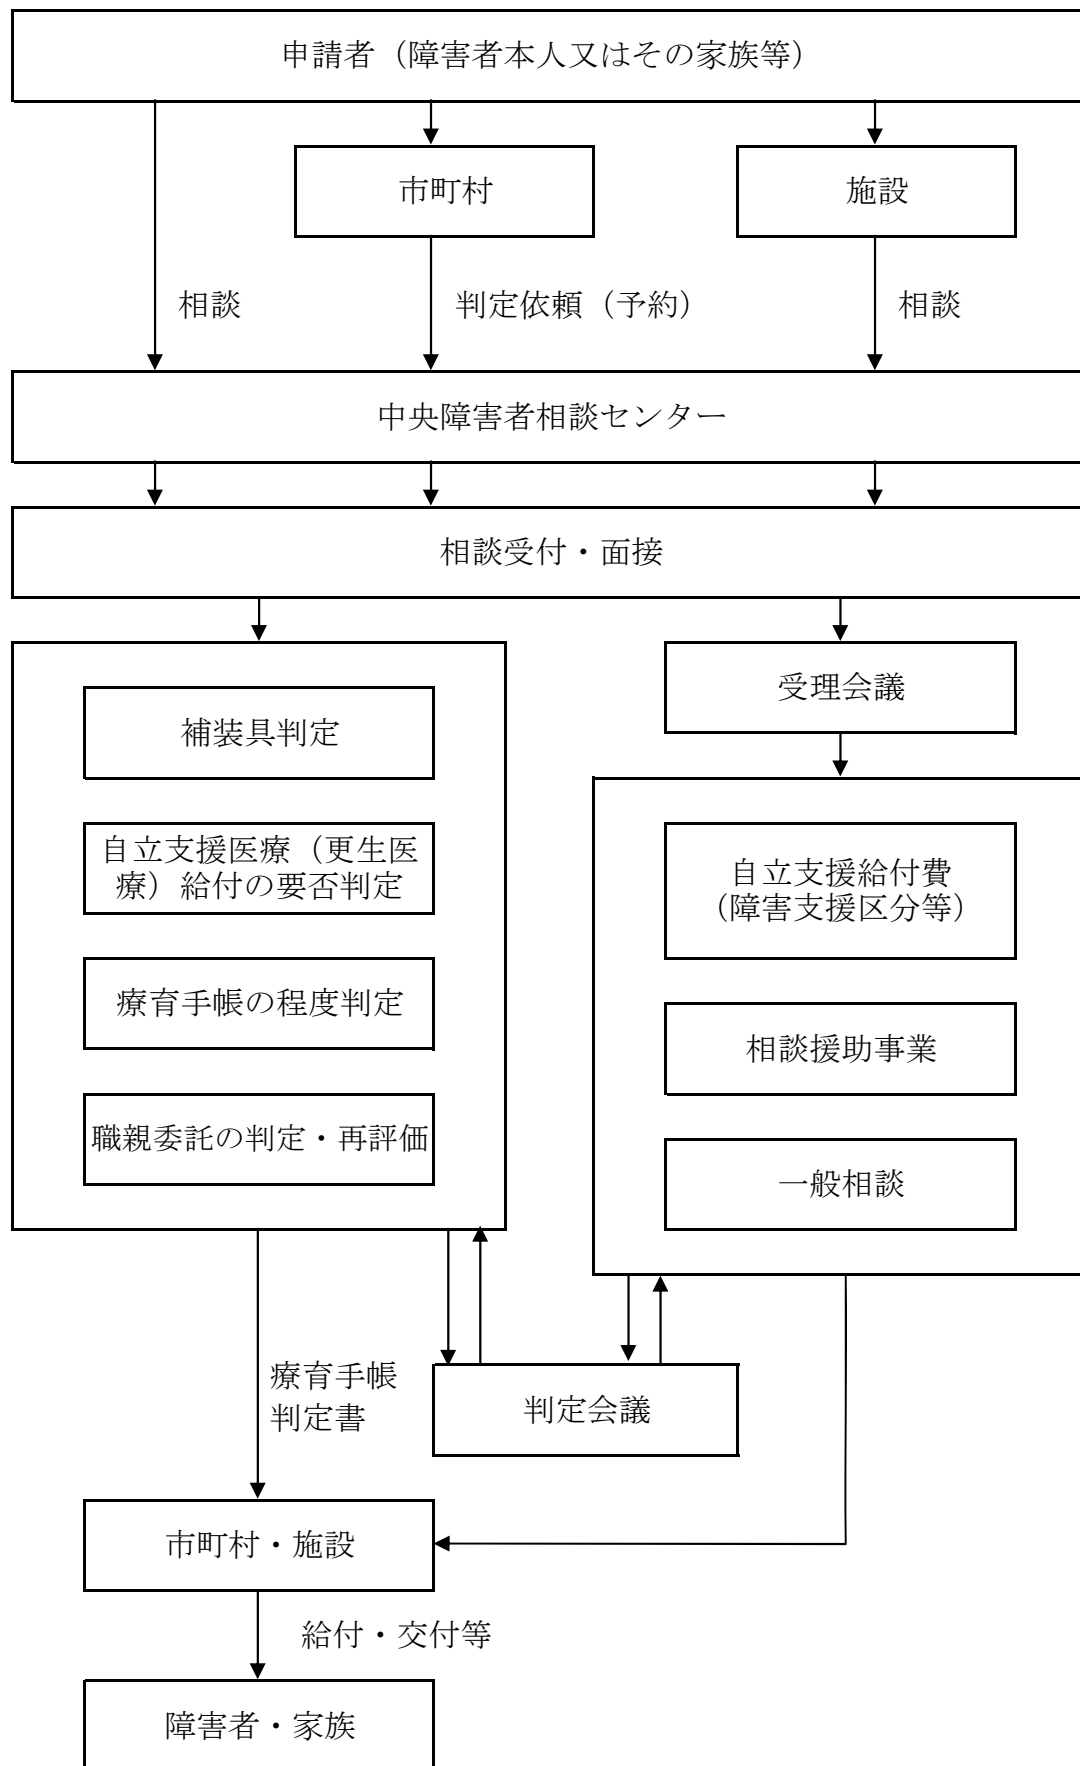 申請者（障害者本人又はその家族等）
市町村
施設
相談
判定依頼（予約）
相談
中央障害者相談センター
相談受付・面接
補装具判定
自立支援医療（更生医
療）給付の要否判定
療育手帳の程度判定
職親委託の判定・再評価
受理会議
自立支援給付費
（障害支援区分等）
相談援助事業
一般相談
療育手帳
判定書
判定会議
市町村・施設
給付・交付等
障害者・家族